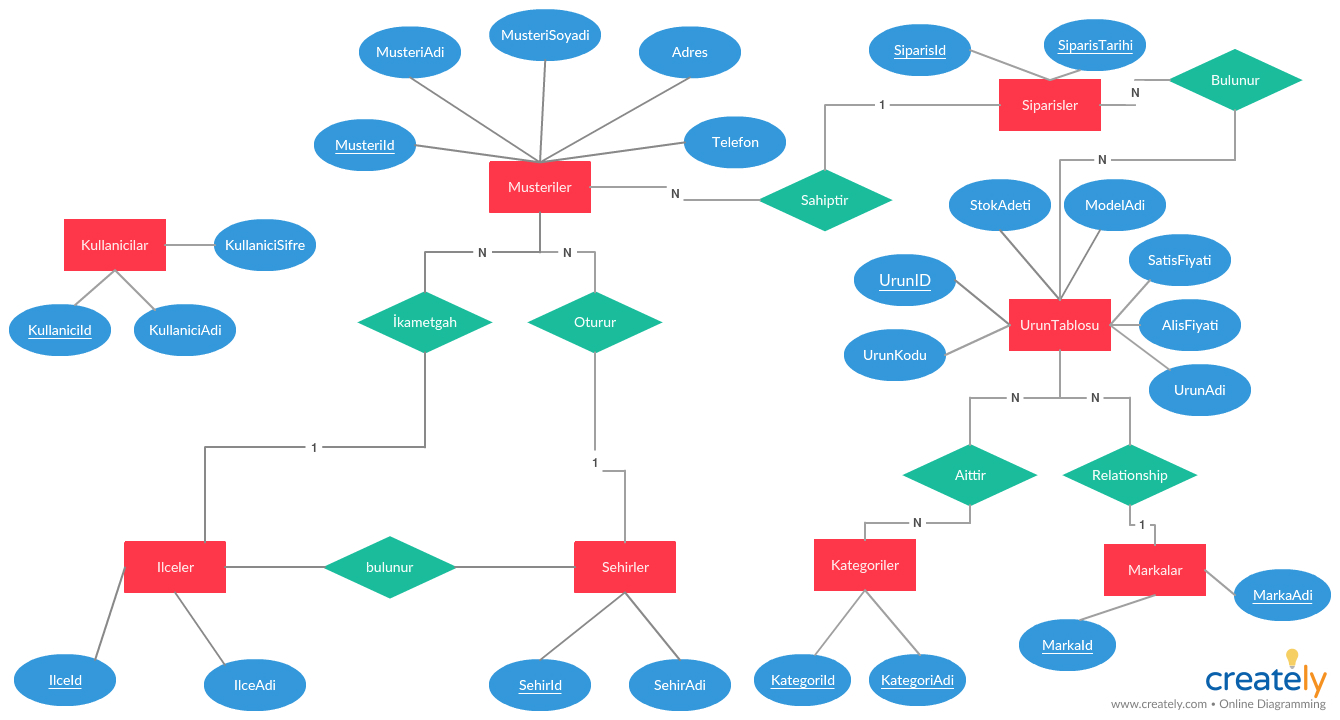 MusteriAdi
MusteriSoyadi
Adres
SiparisId
SiparisTarihi
Bulunur
N
Siparisler
1
MusteriId
Telefon
N
Musteriler
N
Sahiptir
StokAdeti
ModelAdi
Kullanicilar
KullaniciSifre
N
N
SatisFiyati
UrunID
KullaniciId
KullaniciAdi
İkametgah
Oturur
UrunTablosu
AlisFiyati
UrunKodu
UrunAdi
N
N
1
1
Aittir
Relationship
N
1
Ilceler
bulunur
Sehirler
Kategoriler
Markalar
MarkaAdi
MarkaId
IlceId
IlceAdi
SehirId
SehirAdi
KategoriId
KategoriAdi
creately
www.creately.com • Online Diagramming